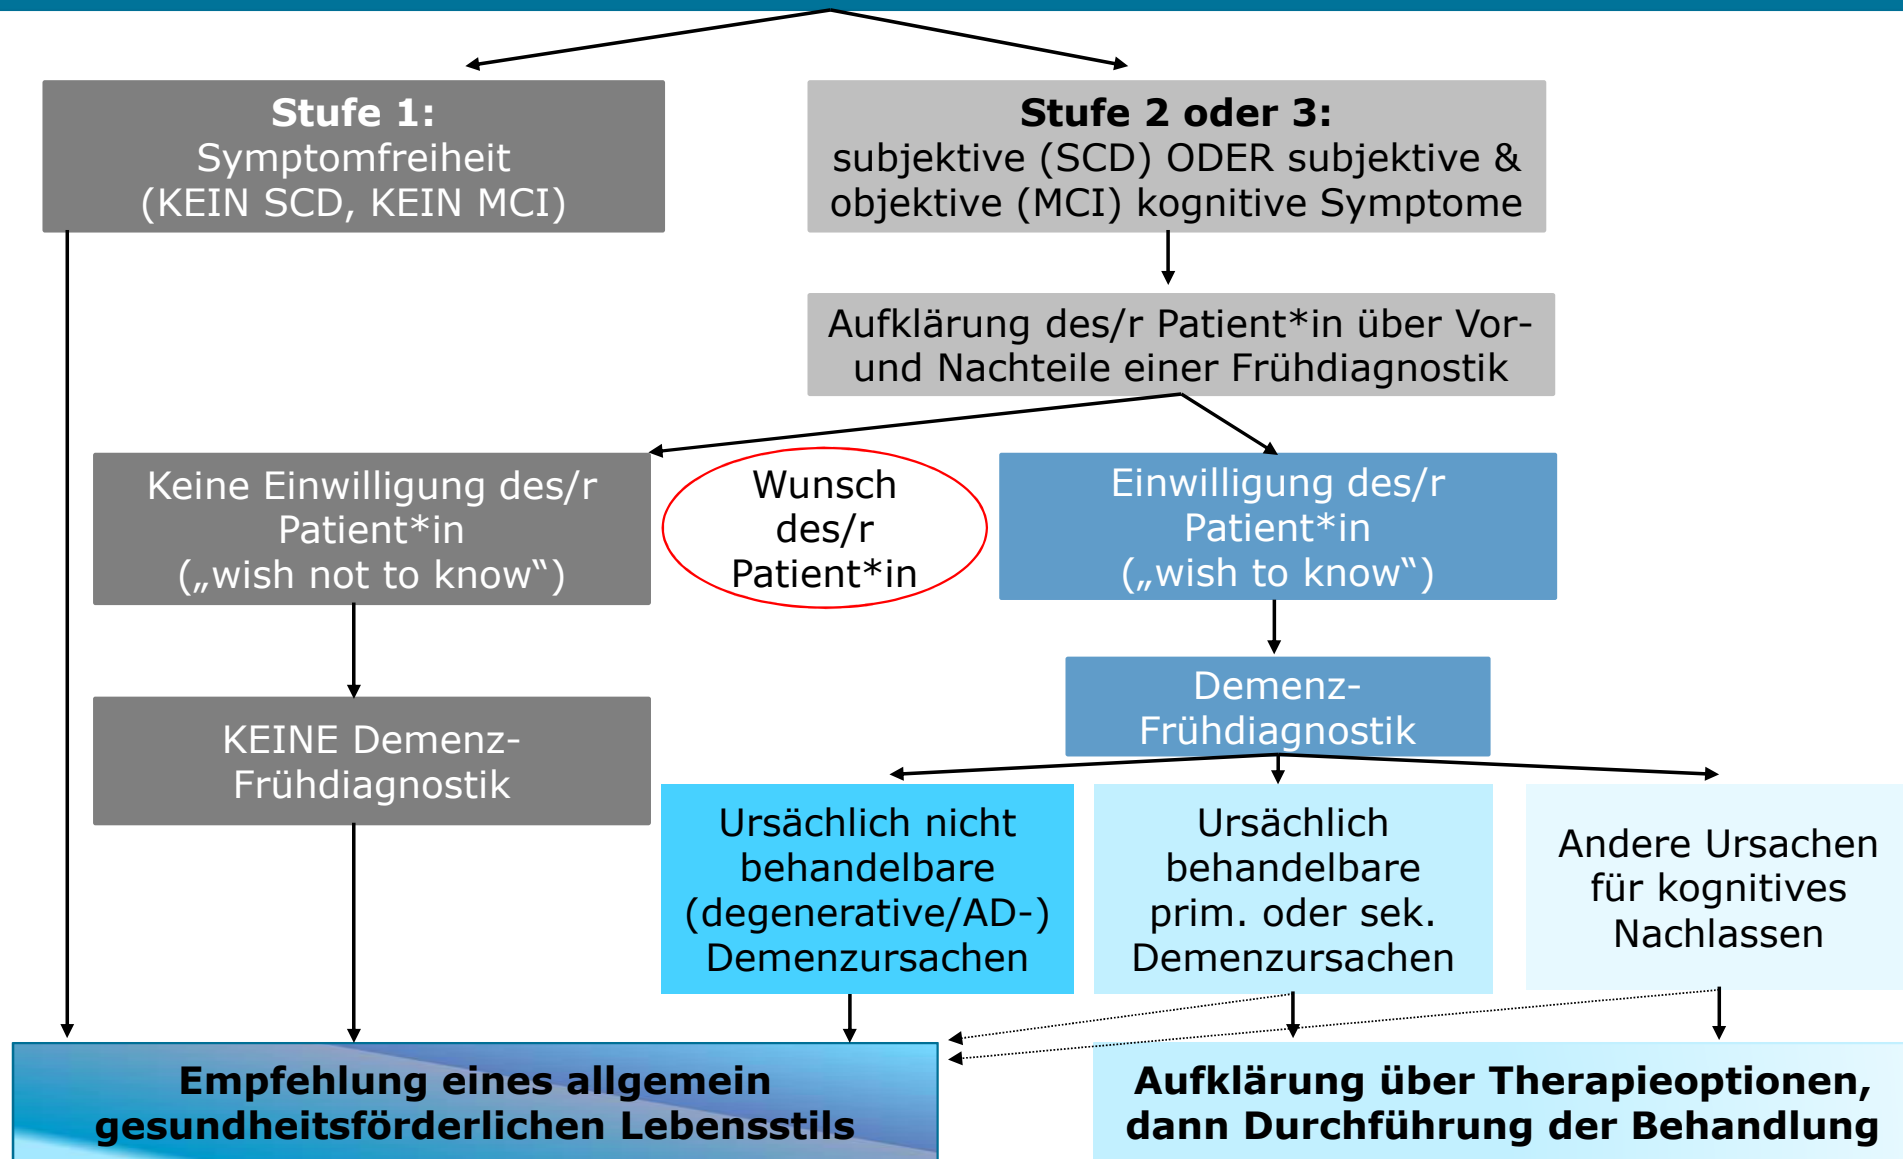 Stufe 1:
Symptomfreiheit
(KEIN SCD, KEIN MCI)
Stufe 2 oder 3:
subjektive (SCD) ODER subjektive &
objektive (MCI) kognitive Symptome
Aufklärung des/r Patient*in über Vor-
und Nachteile einer Frühdiagnostik
Keine Einwilligung des/r
Patient*in
(„wish not to know“)
Wunsch
des/r
Patient*in
Einwilligung des/r
Patient*in
(„wish to know“)
KEINE Demenz-
Frühdiagnostik
Demenz-
Frühdiagnostik
Ursächlich nicht
behandelbare
(degenerative/AD-)
Demenzursachen
Ursächlich
behandelbare
prim. oder sek.
Demenzursachen
Andere Ursachen
für kognitives
Nachlassen
Empfehlung eines allgemein
gesundheitsförderlichen Lebensstils
Aufklärung über Therapieoptionen,
dann Durchführung der Behandlung